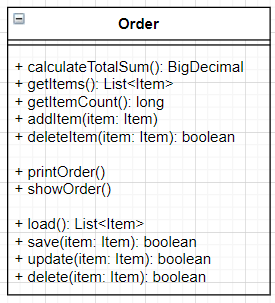 Order
+ calculateTotalSum(): BigDecimal
+ getItems(): List<Item>
+ getItemCount(): long
+ addItem(item: Item)
+ deleteItem(item: Item): boolean
+ printOrder()
+ showOrder()
+ load(): List<Item>
+ save(item: Item): boolean
+ update(item: Item): boolean
+ delete(item: Item): boolean